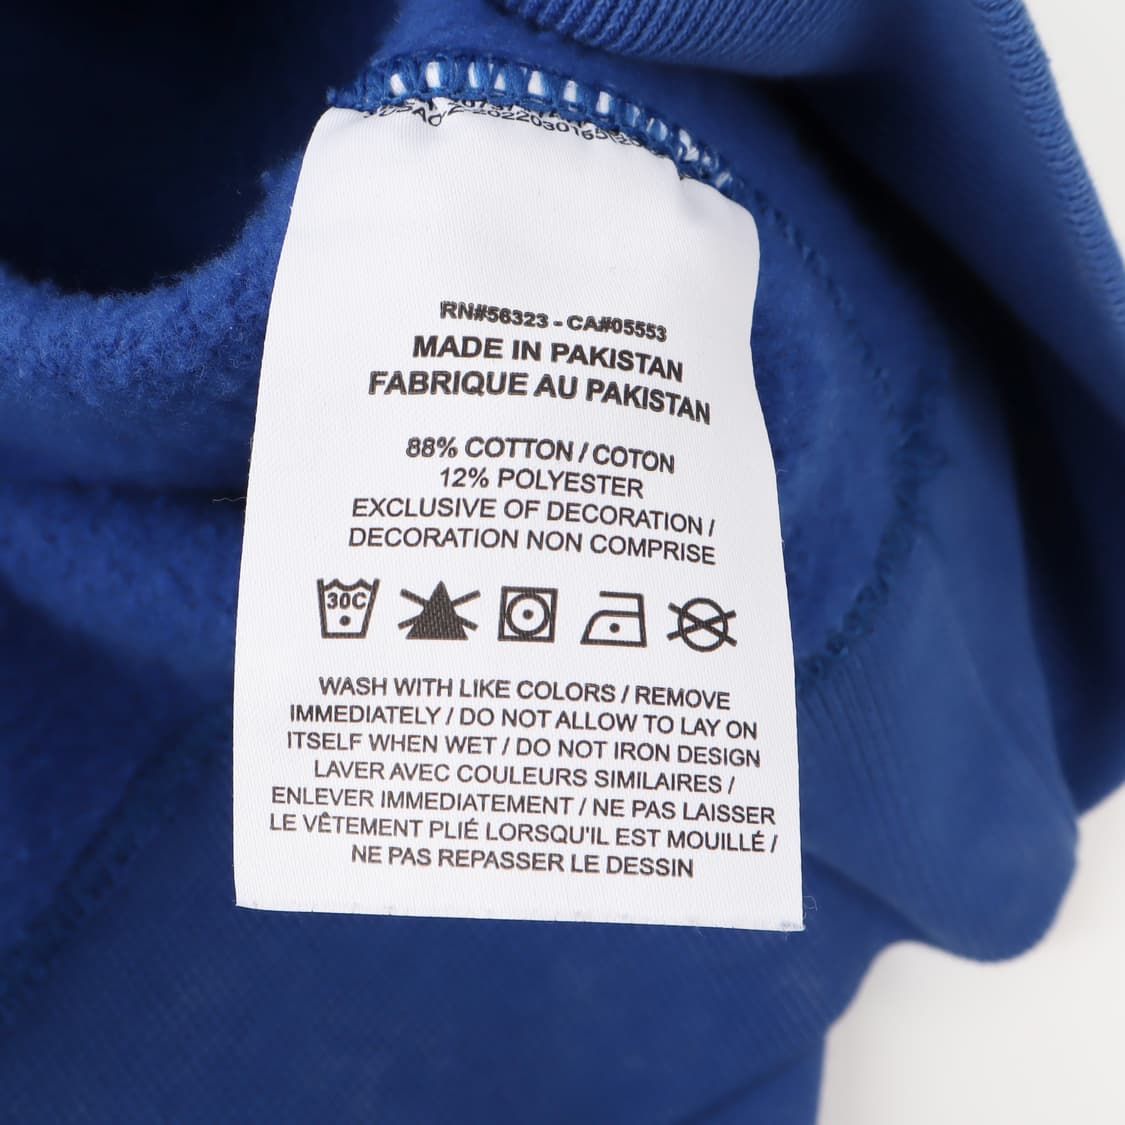 RN#56323 - CA#05553
MADE IN PAKISTAN
FABRIQUE AU PAKISTAN
88% COTTON / COTON
12% POLYESTER
EXCLUSIVE OF DECORATION /
DECORATION NON COMPRISE
30C
WASH WITH LIKE COLORS / REMOVE
IMMEDIATELY / DO NOT ALLOW TO LAY ON
ITSELF WHEN WET / DO NOT IRON DESIGN
LAVER AVEC COULEURS SIMILAIRES /
ENLEVER IMMEDIATEMENT / NE PAS LAISSER
LE VÊTEMENT PLIÉ LORSQU'IL EST MOUILLÉ /
NE PAS REPASSER LE DESSIN